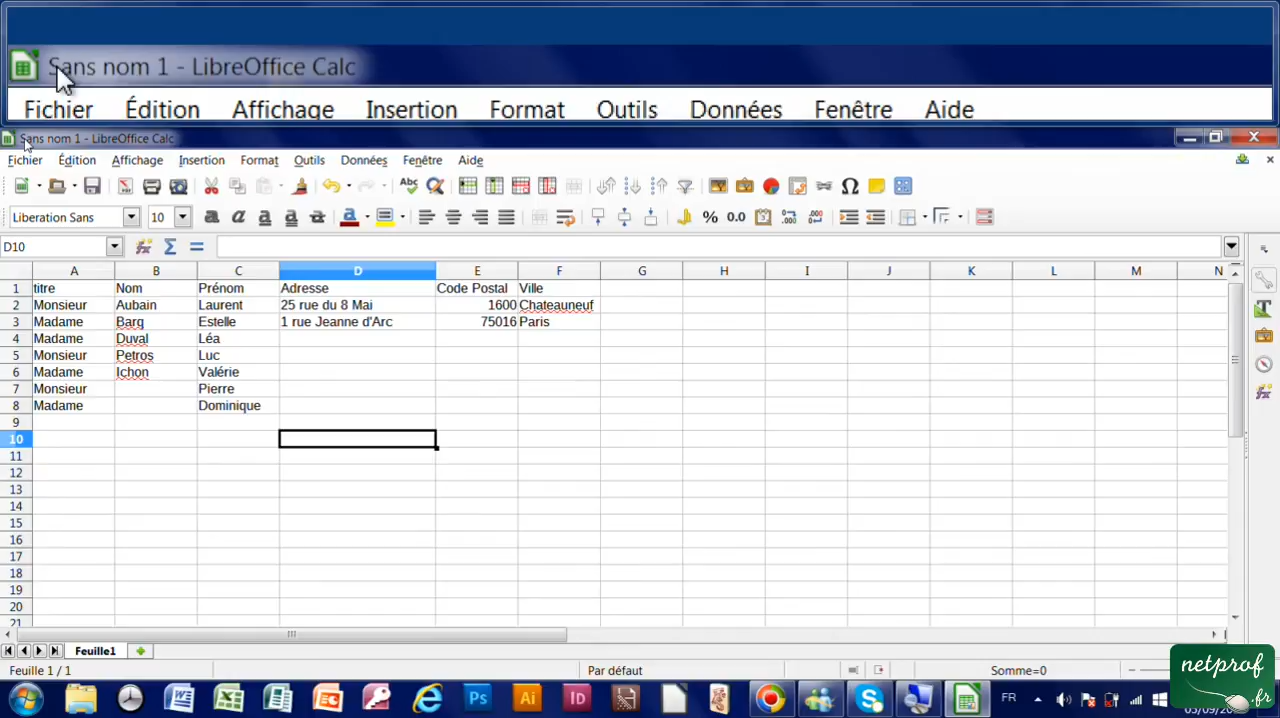 Sans nom 1 - LibreOffice Calc
Fichier Édition Affichage Insertion Format Outils Données Fenêtre Aide
Sans nom 1 - LibreOffice Calc
Fichier Édition Affichage Insertion Format Outils Données Fenêtre Aide
Liberation Sans 10
D10
A B C D E F G H I J K L M N
1 titre Nom Prénom Adresse Code Postal Ville
2 Monsieur Aubain Laurent 25 rue du 8 Mai 1600 Chateauneuf
3 Madame Barq Estelle 1 rue Jeanne d'Arc 75016 Paris
4 Madame Duval Léa
5 Monsieur Petros Luc
6 Madame Ichon Valérie
7 Monsieur Pierre
8 Madame Dominique
9
10
11
12
13
14
15
16
17
18
19
20
21
Feuille1
Feuille 1 / 1 Par défaut Somme=0
netprof.fr
Ps Ai ID FR